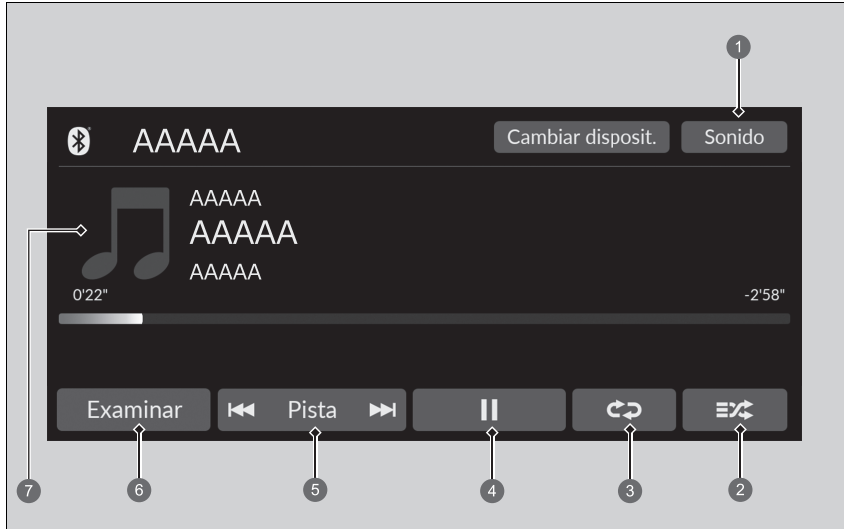 1
AAAAA
Cambiar disposit.
Sonido
AAAAA
AAAAA
AAAAA
7
0'22"
-2'58"
Examinar
Pista
6
5
4
3
2